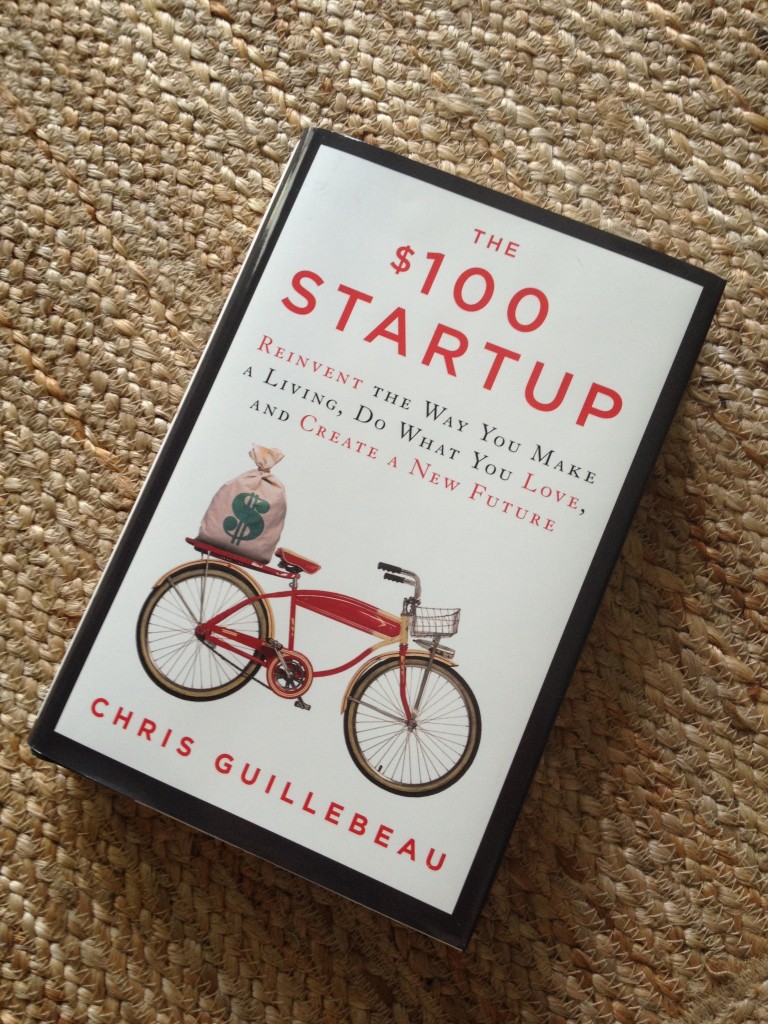 THE
$100
STARTUP
REINVENT THE WAY YOU MAKE
A LIVING, DO WHAT YOU LOVE,
AND CREATE A NEW FUTURE
$
CHRIS GUILLEBEAU